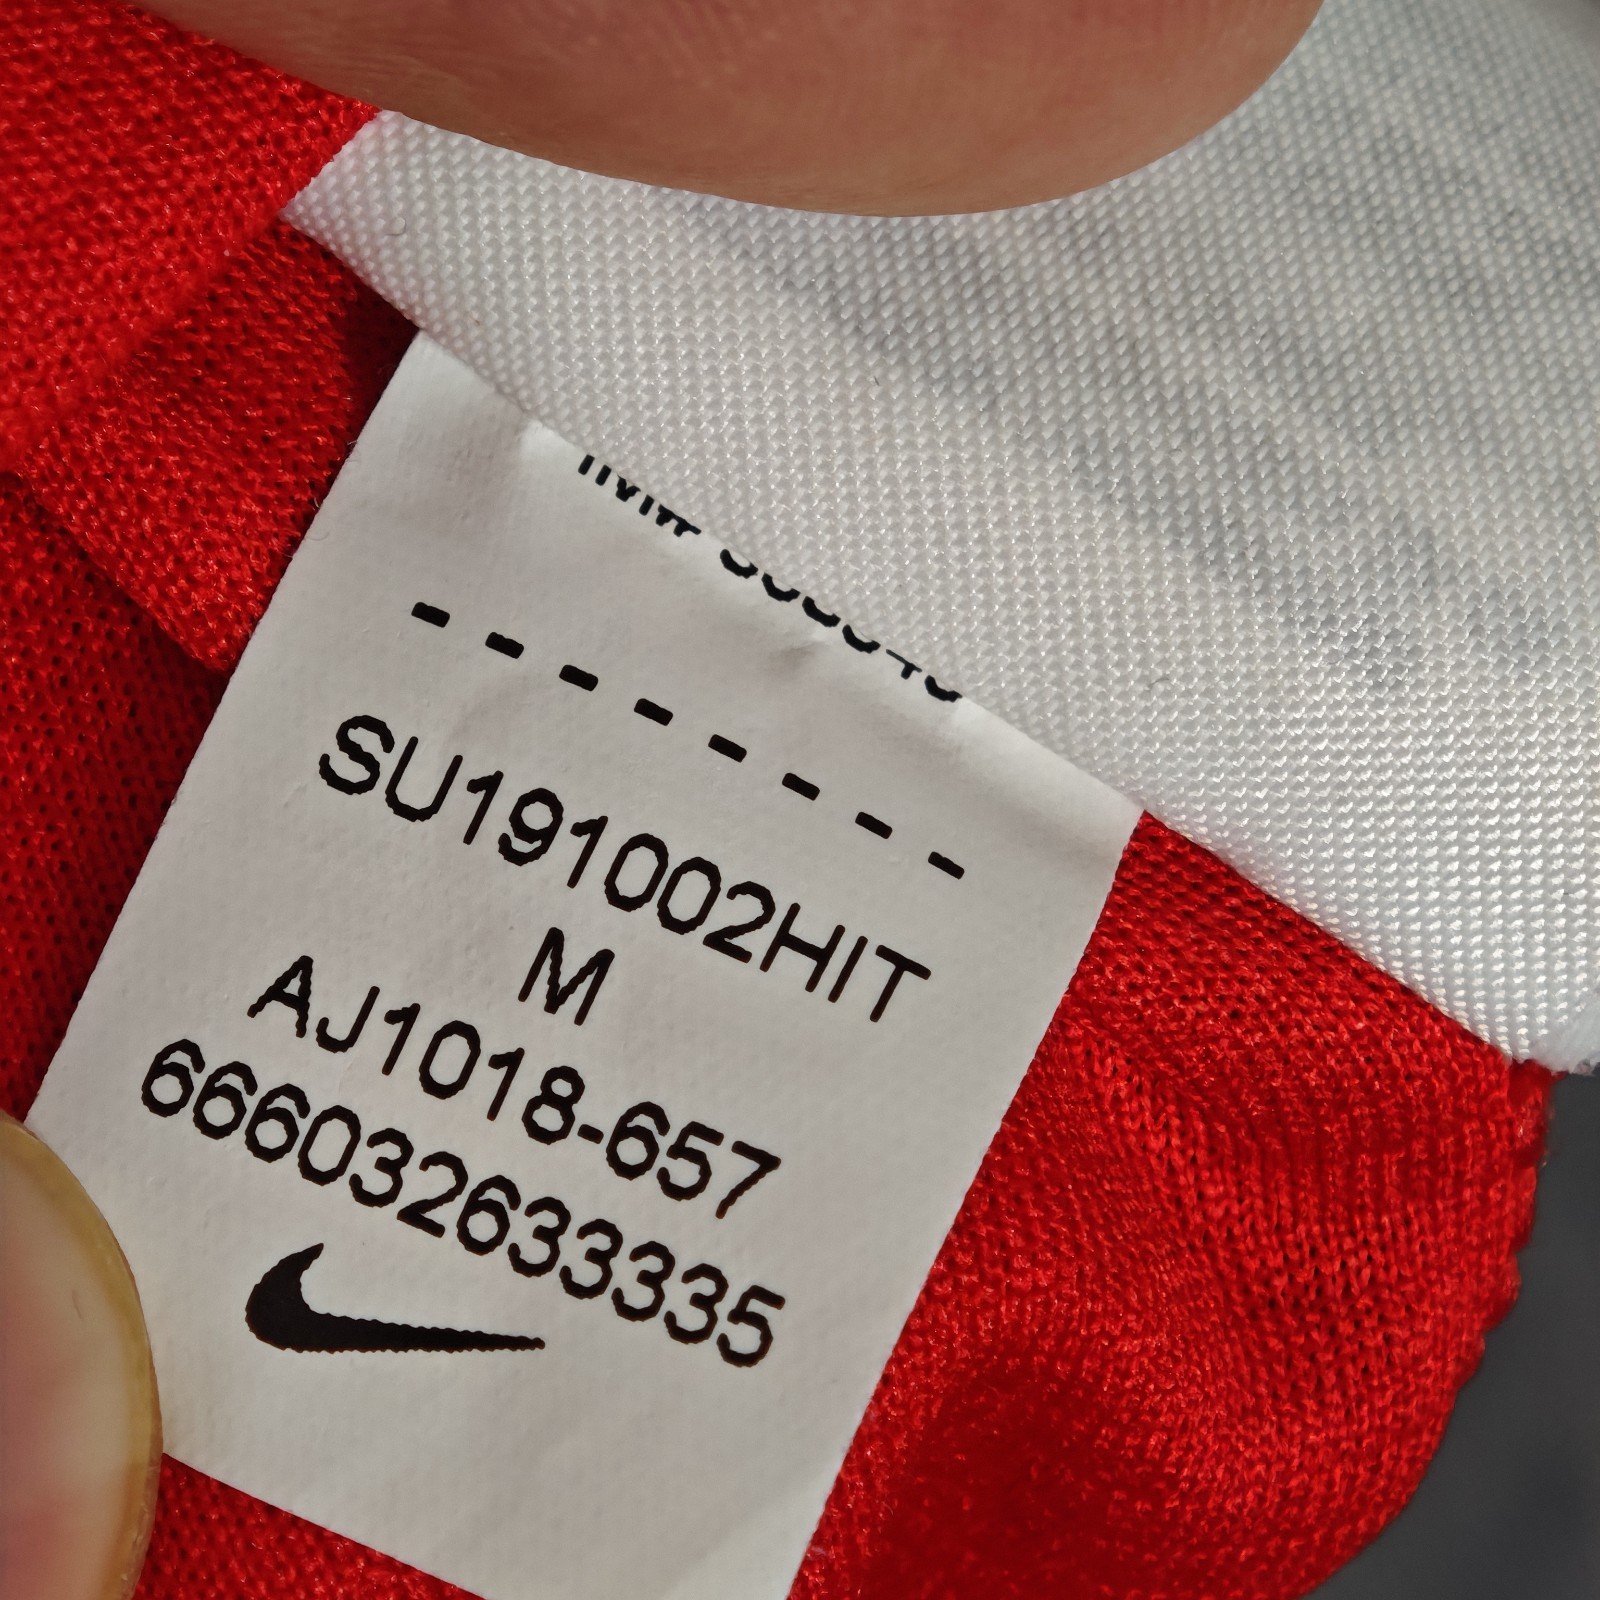 --------
SU191002HIT
M
AJ1018-657
666032633335